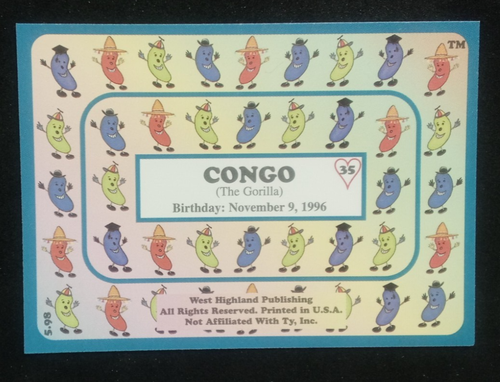 TM
CONGO
35
(The Gorilla)
Birthday: November 9, 1996
West Highland Publishing
All Rights Reserved. Printed in U.S.A.
Not Affiliated With Ty, Inc.
5.98